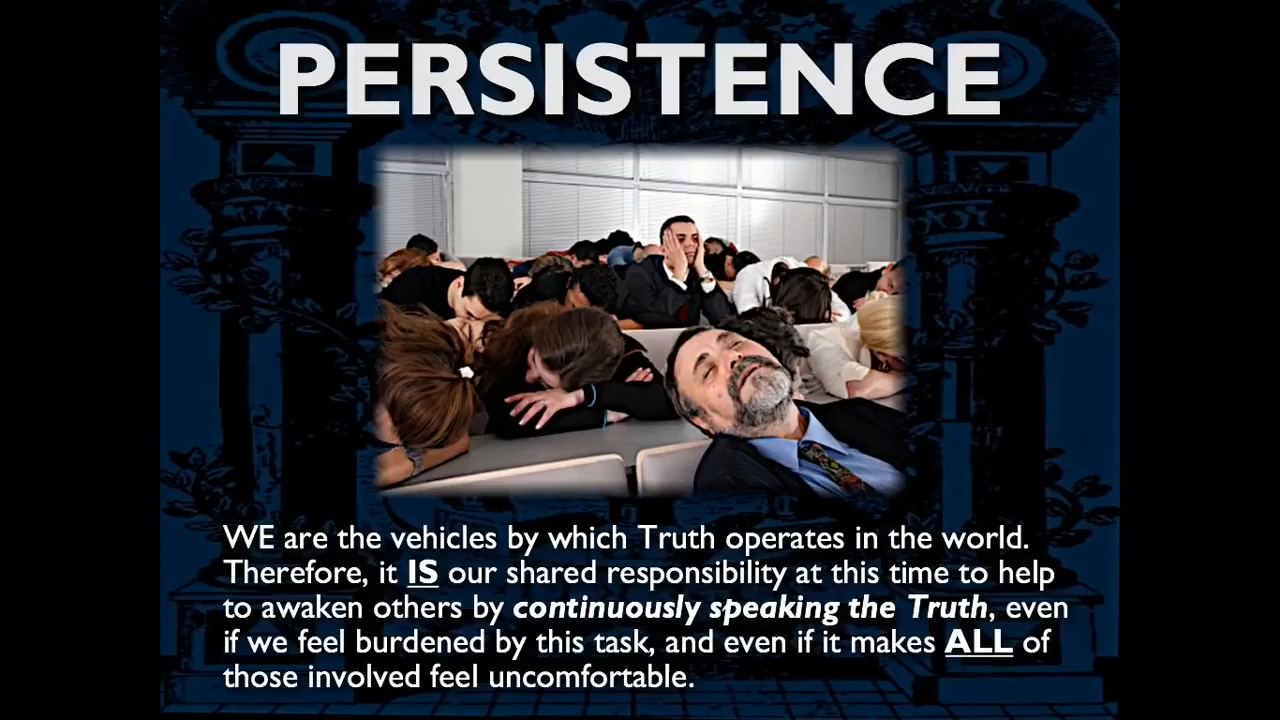 PERSISTENCE
WE are the vehicles by which Truth operates in the world.
Therefore, it IS our shared responsibility at this time to help
to awaken others by continuously speaking the Truth, even
if we feel burdened by this task, and even if it makes ALL of
those involved feel uncomfortable.